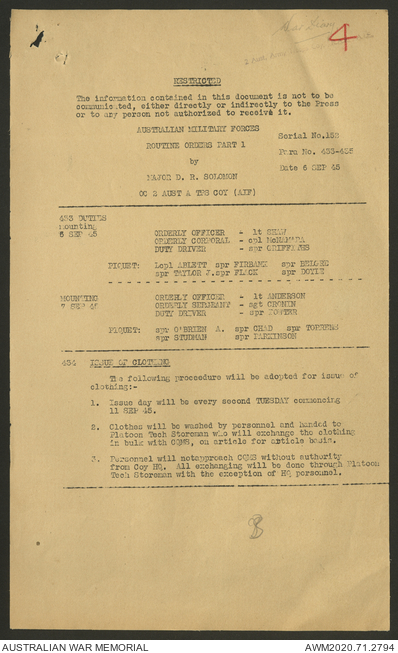 War Diary
4
RESTRICTED
The information contained in this document is not to be
communicated, either directly or indirectly to the Press
or to any person not authorized to receive it.
AUSTRALIAN MILITARY FORCES
Serial No.153
ROUTINE ORDERS PART 1
Para No. 433-435
by
Date 6 SEP 45
MAJOR D. R. SOLOMON
OC 2 AUST A TPS COY (AIF)
433 DUTIES
mounting
6 SEP 45
ORDERLY OFFICER - lt SHAW
ORDERLY CORPORAL - cpl McNAMARA
DUTY DRIVER - spr GRIFFITHS
PIQUET: Lcpl ABLETT spr FIRBANK spr BELOHE
spr TAYLOR J.spr FLACK spr DOYLE
MOUNTING
7 SEP 45
ORDERLY OFFICER - lt ANDERSON
ORDERLY SERJEANT - sgt CRONIN
DUTY DRIVER - spr FOSTER
PIQUET: spr O'BRIEN A. spr CHAD spr TORRENS
spr STUDMAN spr PARKINSON
434 ISSUE OF CLOTHING
The following proceedure will be adopted for issue of
clothing:-
1. Issue day will be every second TUESDAY commencing
11 SEP 45.
2. Clothes will be washed by personnel and handed to
Platoon Tech Storeman who will exchange the clothing
in bulk with CQMS, on article for article basis.
3. Personnel will notapproach CQMS without authority
from Coy HQ. All exchanging will be done through Platoon
Tech Storeman with the exception of HQ personnel.
8
AUSTRALIAN WAR MEMORIAL
AWM2020.71.2794